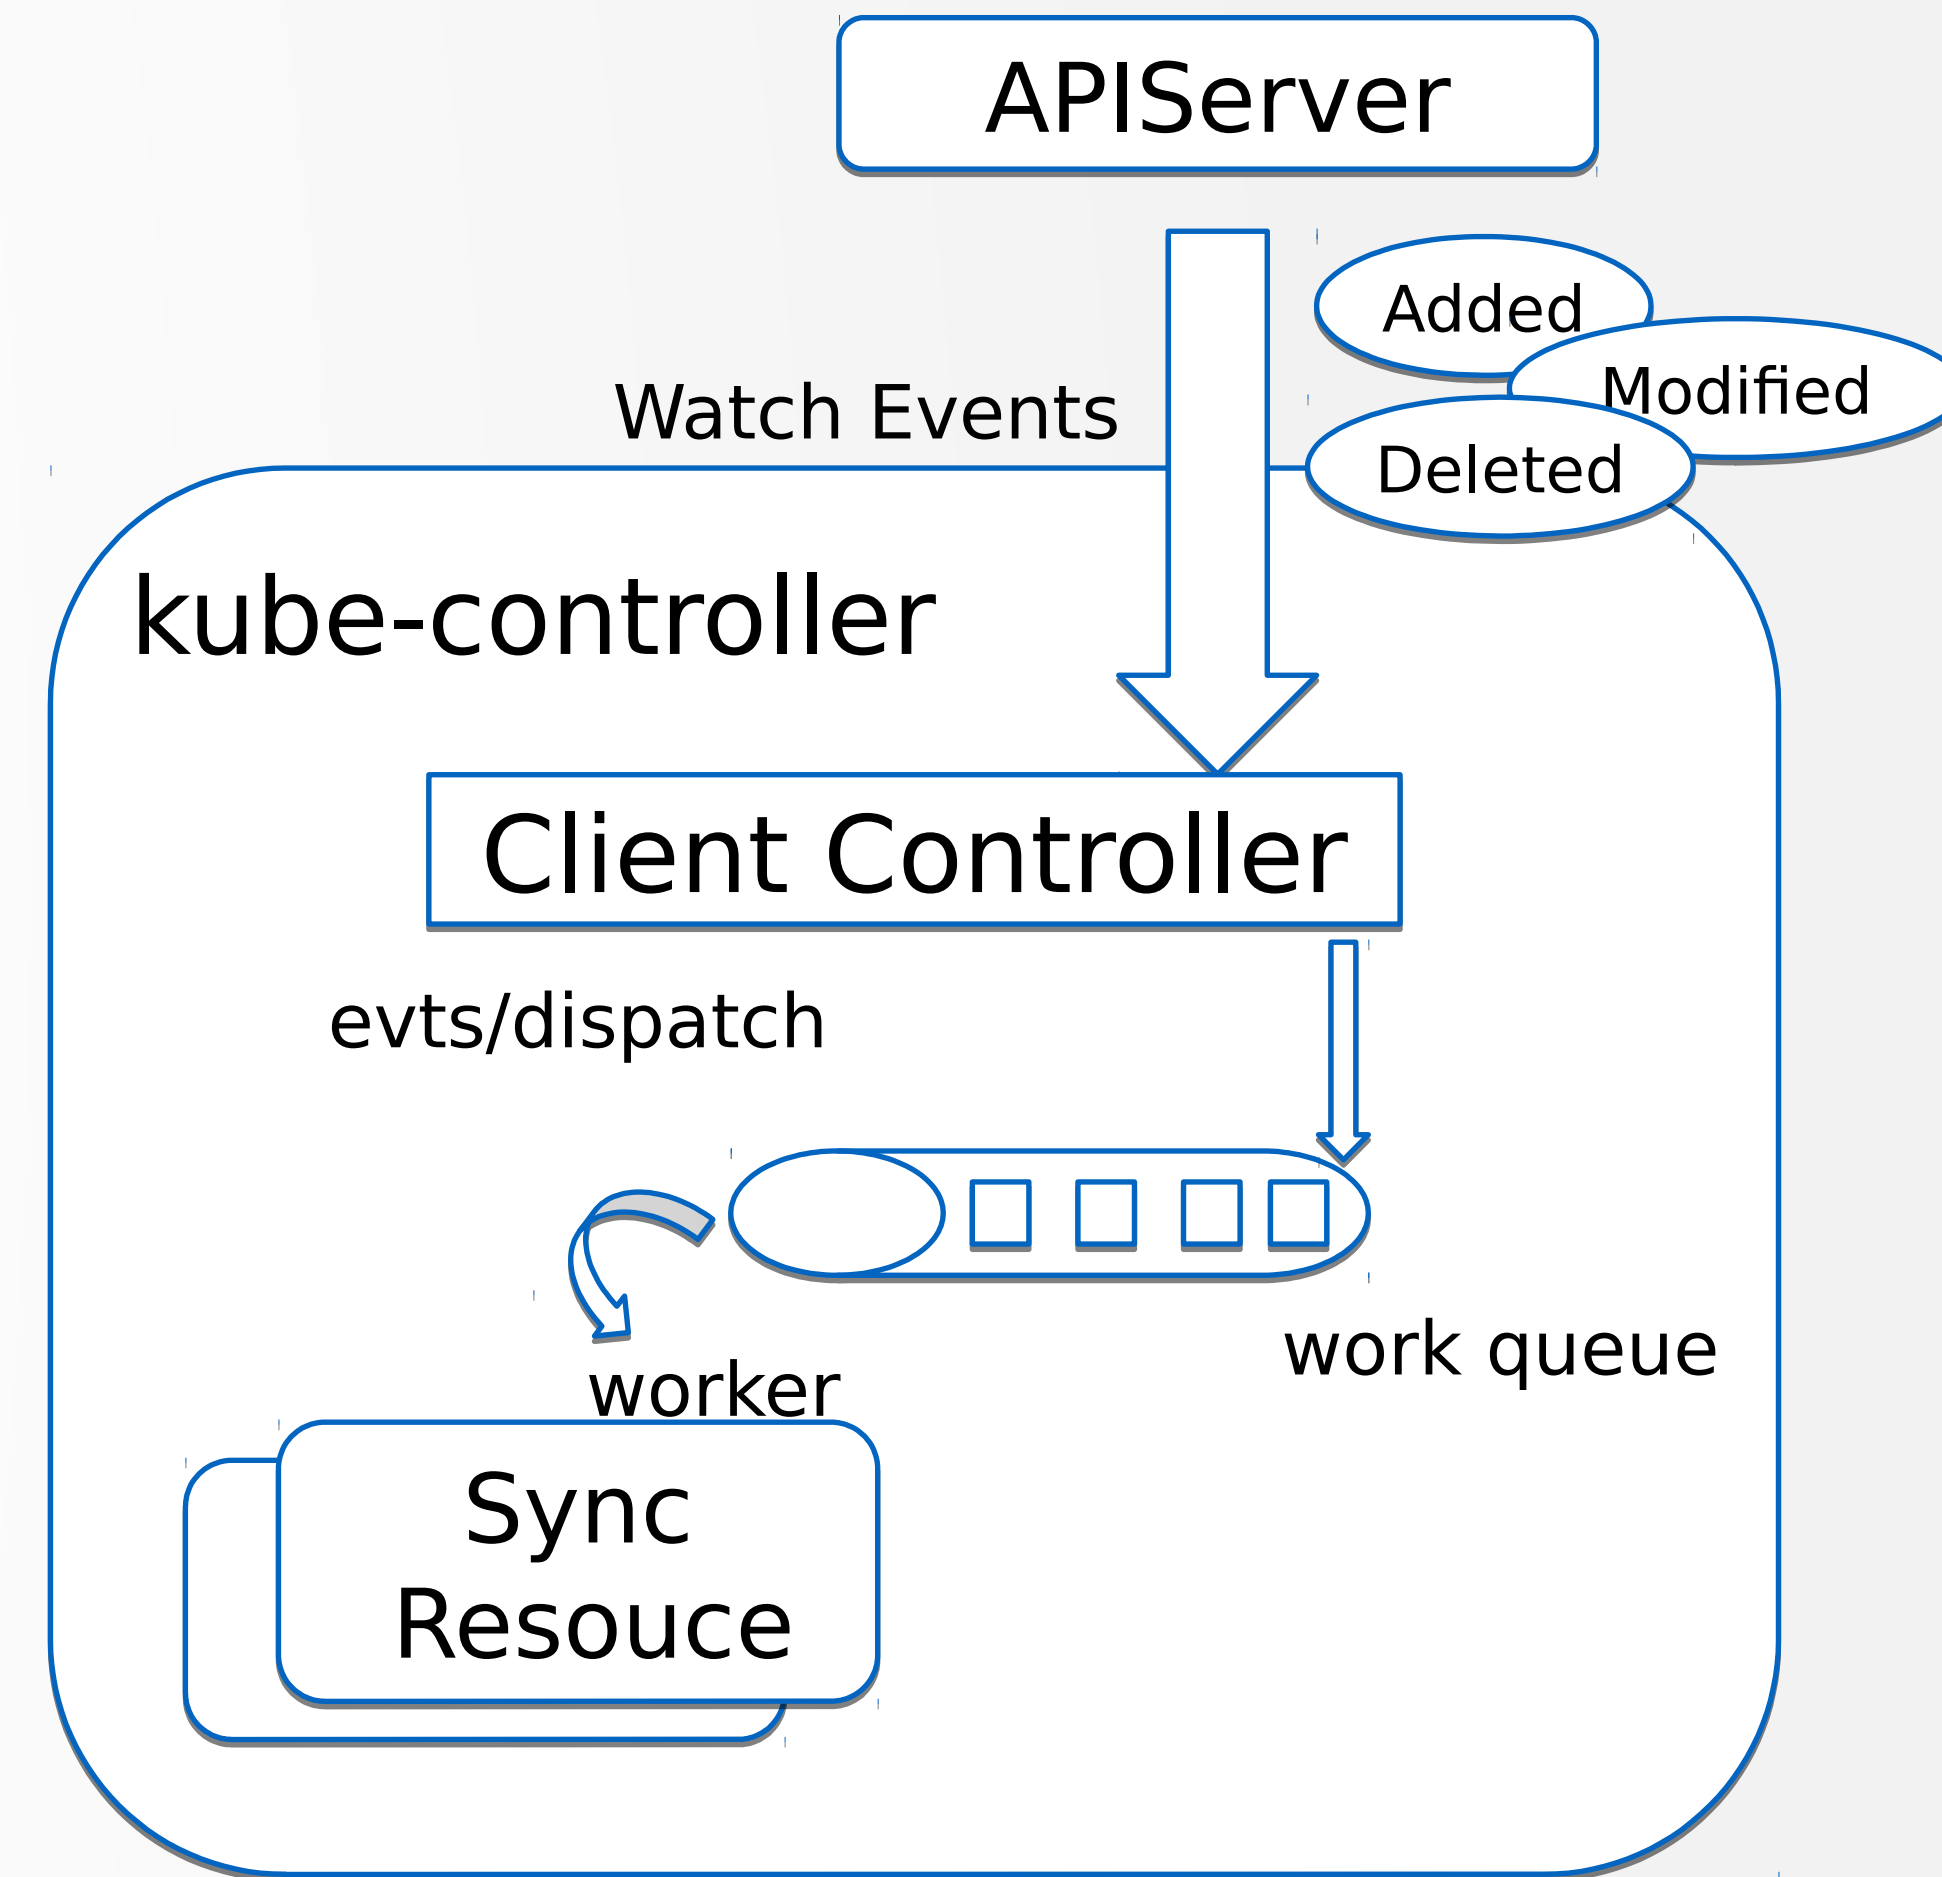 APIServer
Added
Modified
Watch Events
Deleted
kube-controller
Client Controller
evts/dispatch
work queue
worker
Sync
Resouce